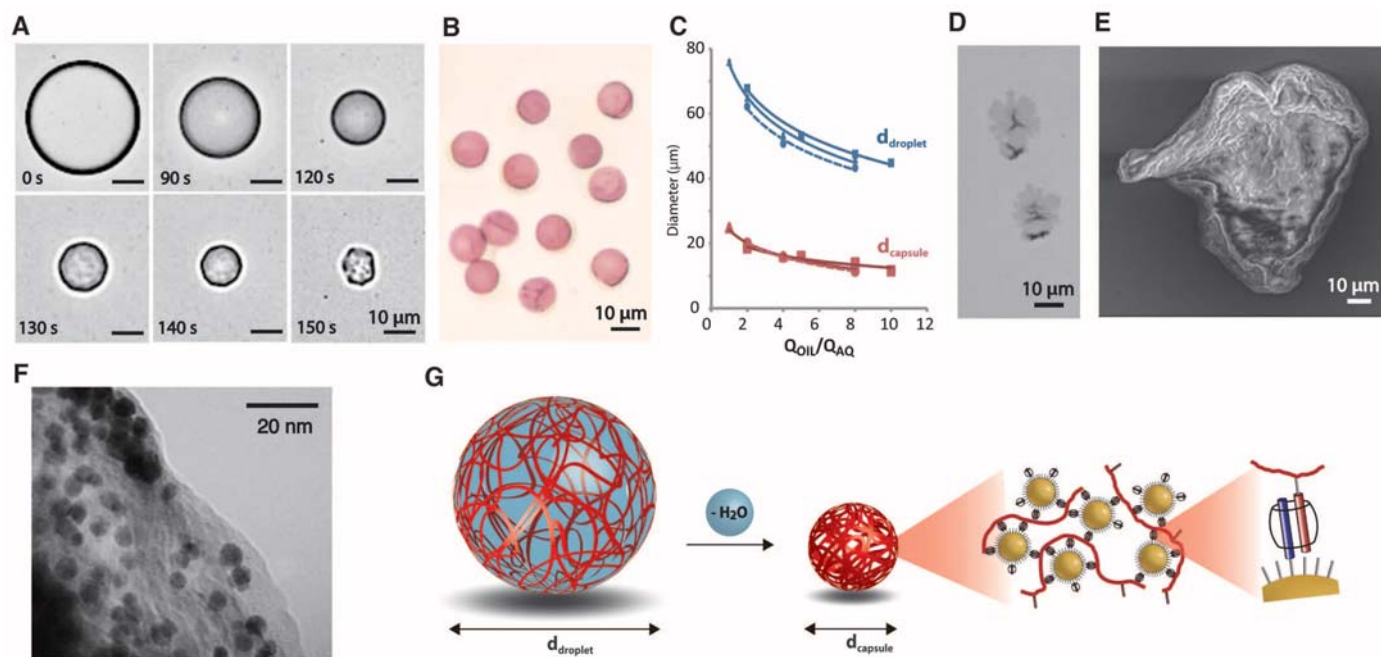 A
0 s
90 s
120 s
130 s
140 s
150 s
10 µm
B
10 µm
C
80
60
40
20
0
0 2 4 6 8 10 12
Diameter (µm)
d_droplet
d_capsule
Q_OIL/Q_AQ
D
10 µm
E
10 µm
F
20 nm
G
- H₂O
d_droplet
d_capsule